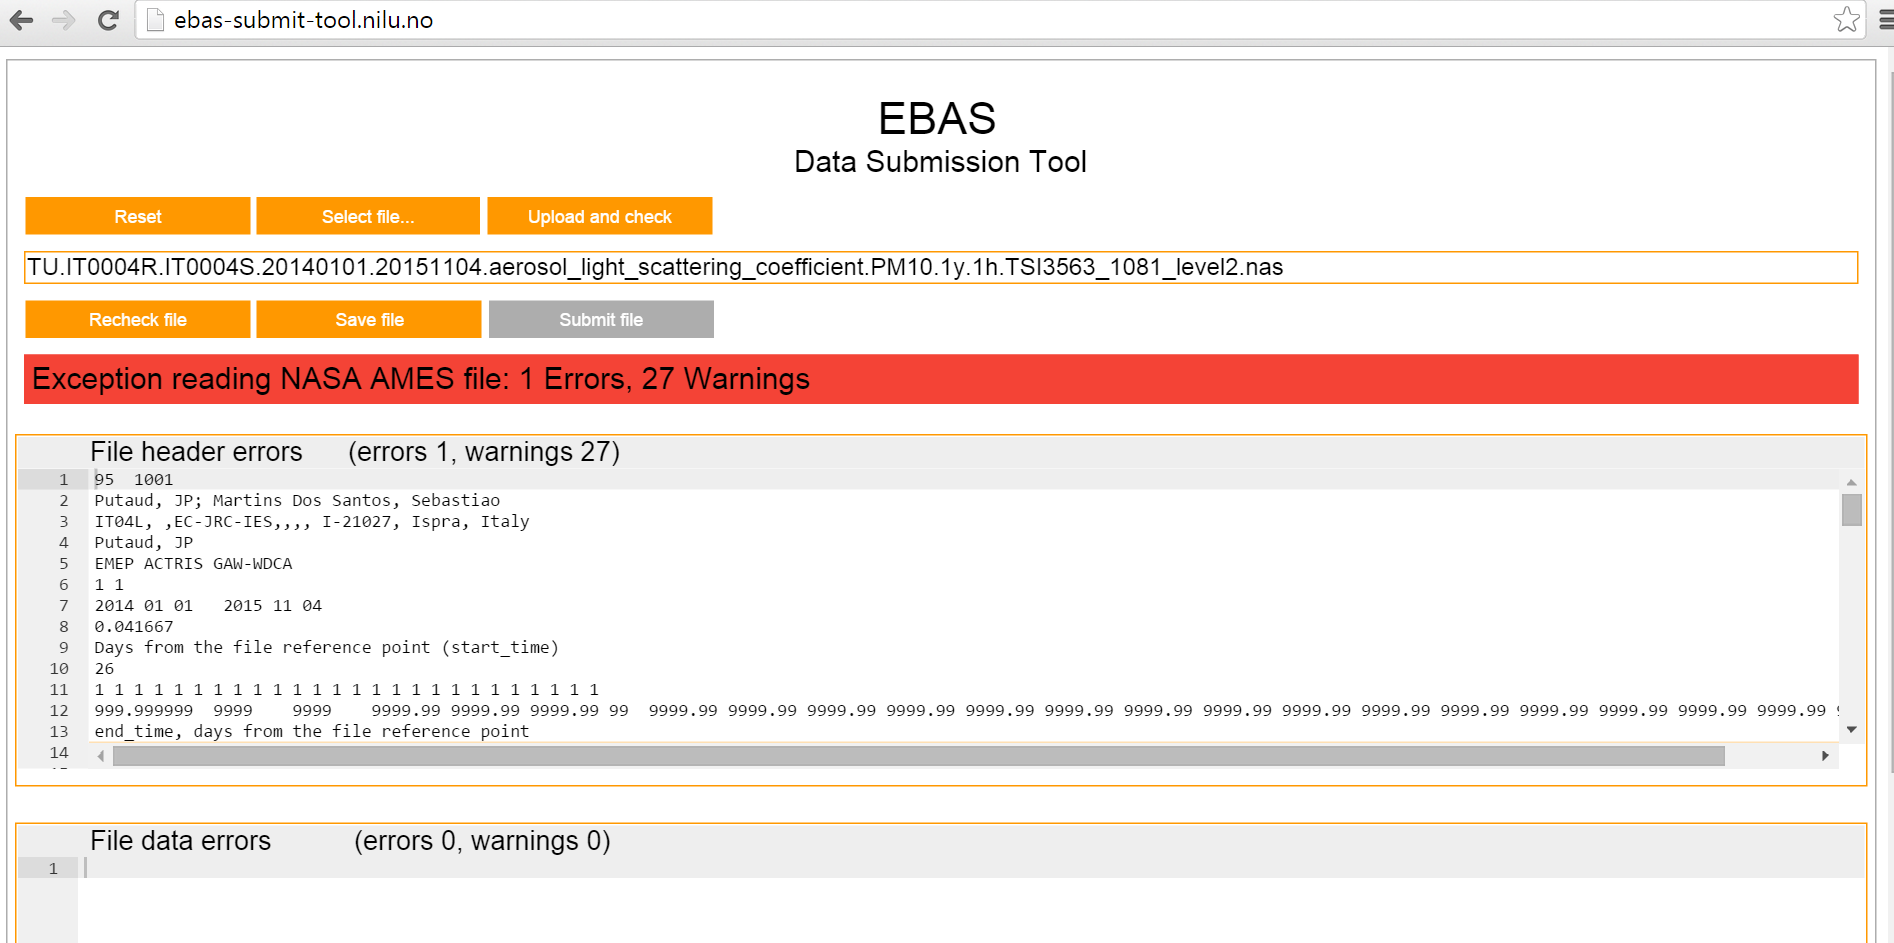 ebas-submit-tool.nilu.no
EBAS
Data Submission Tool
Reset Select file... Upload and check
TU.IT0004R.IT0004S.20140101.20151104.aerosol_light_scattering_coefficient.PM10.1y.1h.TSI3563_1081_level2.nas
Recheck file Save file Submit file
Exception reading NASA AMES file: 1 Errors, 27 Warnings
File header errors (errors 1, warnings 27)
1 95 1001
2 Putaud, JP; Martins Dos Santos, Sebastiao
3 IT04L, ,EC-JRC-IES,,,, I-21027, Ispra, Italy
4 Putaud, JP
5 EMEP ACTRIS GAW-WDCA
6 1 1
7 2014 01 01 2015 11 04
8 0.041667
9 Days from the file reference point (start_time)
10 26
11 1 1 1 1 1 1 1 1 1 1 1 1 1 1 1 1 1 1 1 1 1 1 1 1 1 1
12 999.999999 9999 9999 9999.99 9999.99 9999.99 99 9999.99 9999.99 9999.99 9999.99 9999.99 9999.99 9999.99 9999.99 9999.99 9999.99 9999.99 9999.99 9999.99 9999.99 9999.99
13 end_time, days from the file reference point
14
File data errors (errors 0, warnings 0)
1